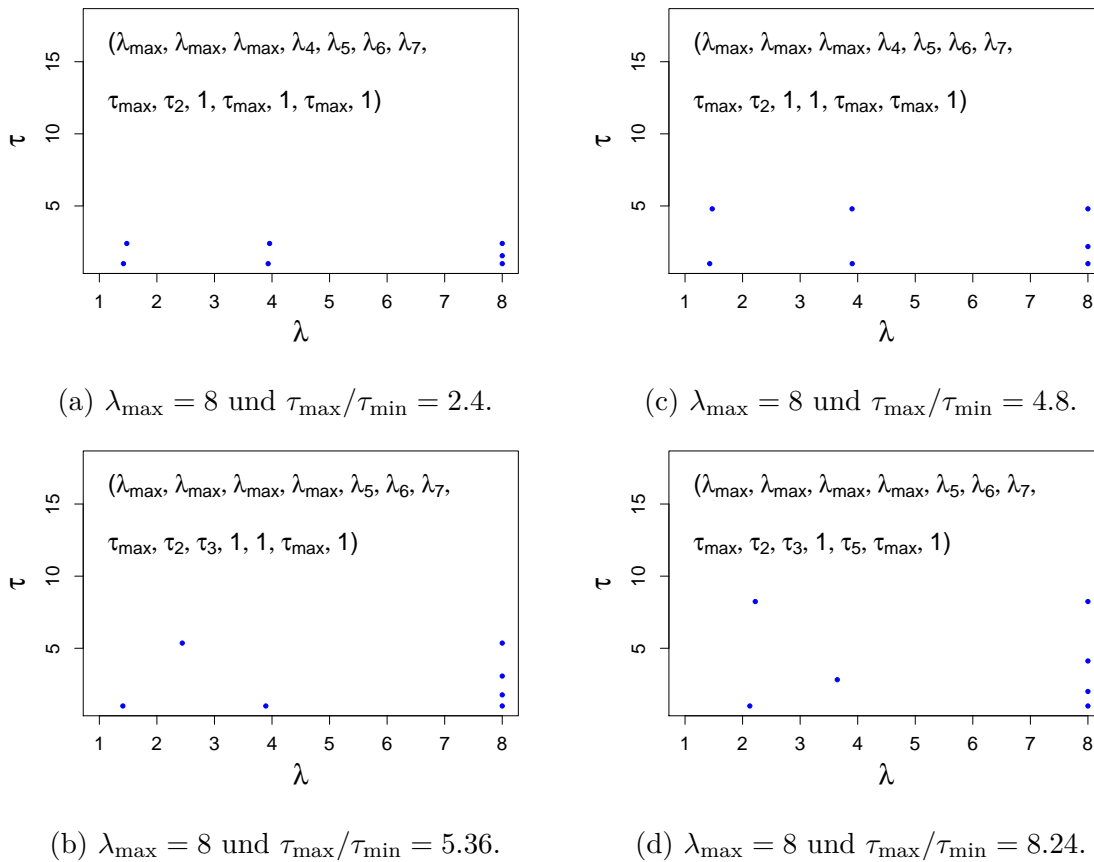 (λmax, λmax, λmax, λ4, λ5, λ6, λ7,
τmax, τ2, 1, τmax, 1, τmax, 1)
τ
5 10 15
1 2 3 4 5 6 7 8
λ
(a) λmax = 8 und τmax/τmin = 2.4.
(λmax, λmax, λmax, λ4, λ5, λ6, λ7,
τmax, τ2, 1, 1, τmax, τmax, 1)
τ
5 10 15
1 2 3 4 5 6 7 8
λ
(c) λmax = 8 und τmax/τmin = 4.8.
(λmax, λmax, λmax, λmax, λ5, λ6, λ7,
τmax, τ2, τ3, 1, 1, τmax, 1)
τ
5 10 15
1 2 3 4 5 6 7 8
λ
(b) λmax = 8 und τmax/τmin = 5.36.
(λmax, λmax, λmax, λmax, λ5, λ6, λ7,
τmax, τ2, τ3, 1, τ5, τmax, 1)
τ
5 10 15
1 2 3 4 5 6 7 8
λ
(d) λmax = 8 und τmax/τmin = 8.24.